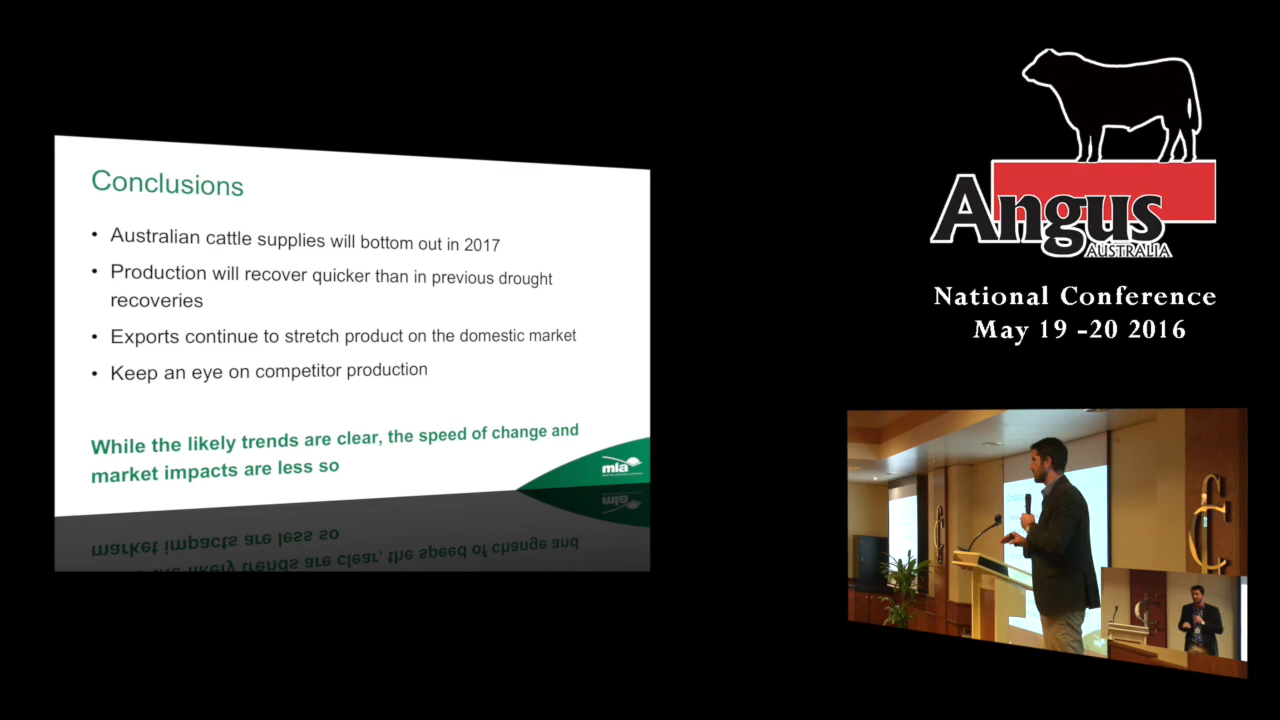 Conclusions
• Australian cattle supplies will bottom out in 2017
• Production will recover quicker than in previous drought
recoveries
• Exports continue to stretch product on the domestic market
• Keep an eye on competitor production
While the likely trends are clear, the speed of change and
market impacts are less so
mla
Angus
AUSTRALIA
National Conference
May 19 -20 2016